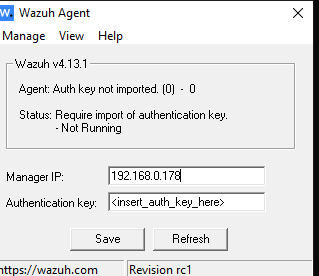 W. Wazuh Agent
Manage View Help
Wazuh v4.13.1
Agent: Auth key not imported. (0) - 0
Status: Require import of authentication key.
- Not Running
Manager IP: 192.168.0.178
Authentication key: <insert_auth_key_here>
Save Refresh
https://wazuh.com Revision rc1